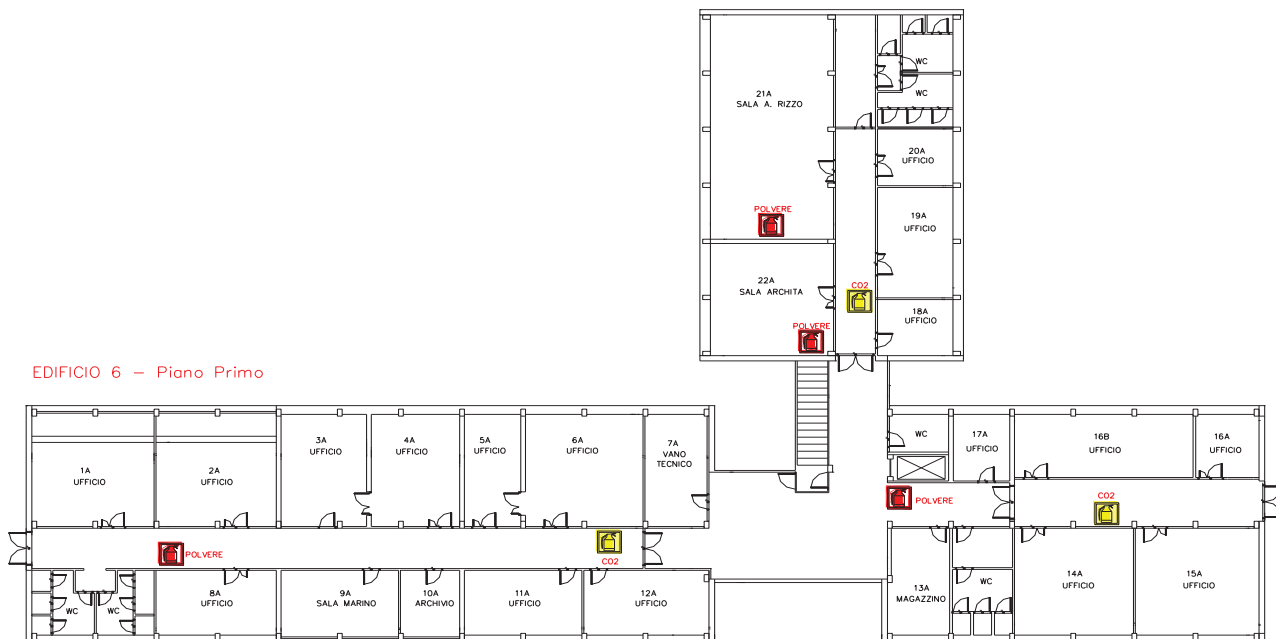 21A
SALA A. RIZZO
WC
WC
20A
UFFICIO
POLVERE
19A
UFFICIO
22A
SALA ARCHITA
CO2
18A
UFFICIO
POLVERE
EDIFICIO 6 - Piano Primo
1A
UFFICIO
2A
UFFICIO
3A
UFFICIO
4A
UFFICIO
5A
UFFICIO
6A
UFFICIO
7A
VANO
TECNICO
WC
17A
UFFICIO
16B
UFFICIO
16A
UFFICIO
POLVERE
CO2
POLVERE
CO2
WC
WC
8A
UFFICIO
9A
SALA MARINO
10A
ARCHIVIO
11A
UFFICIO
12A
UFFICIO
13A
MAGAZZINO
WC
14A
UFFICIO
15A
UFFICIO